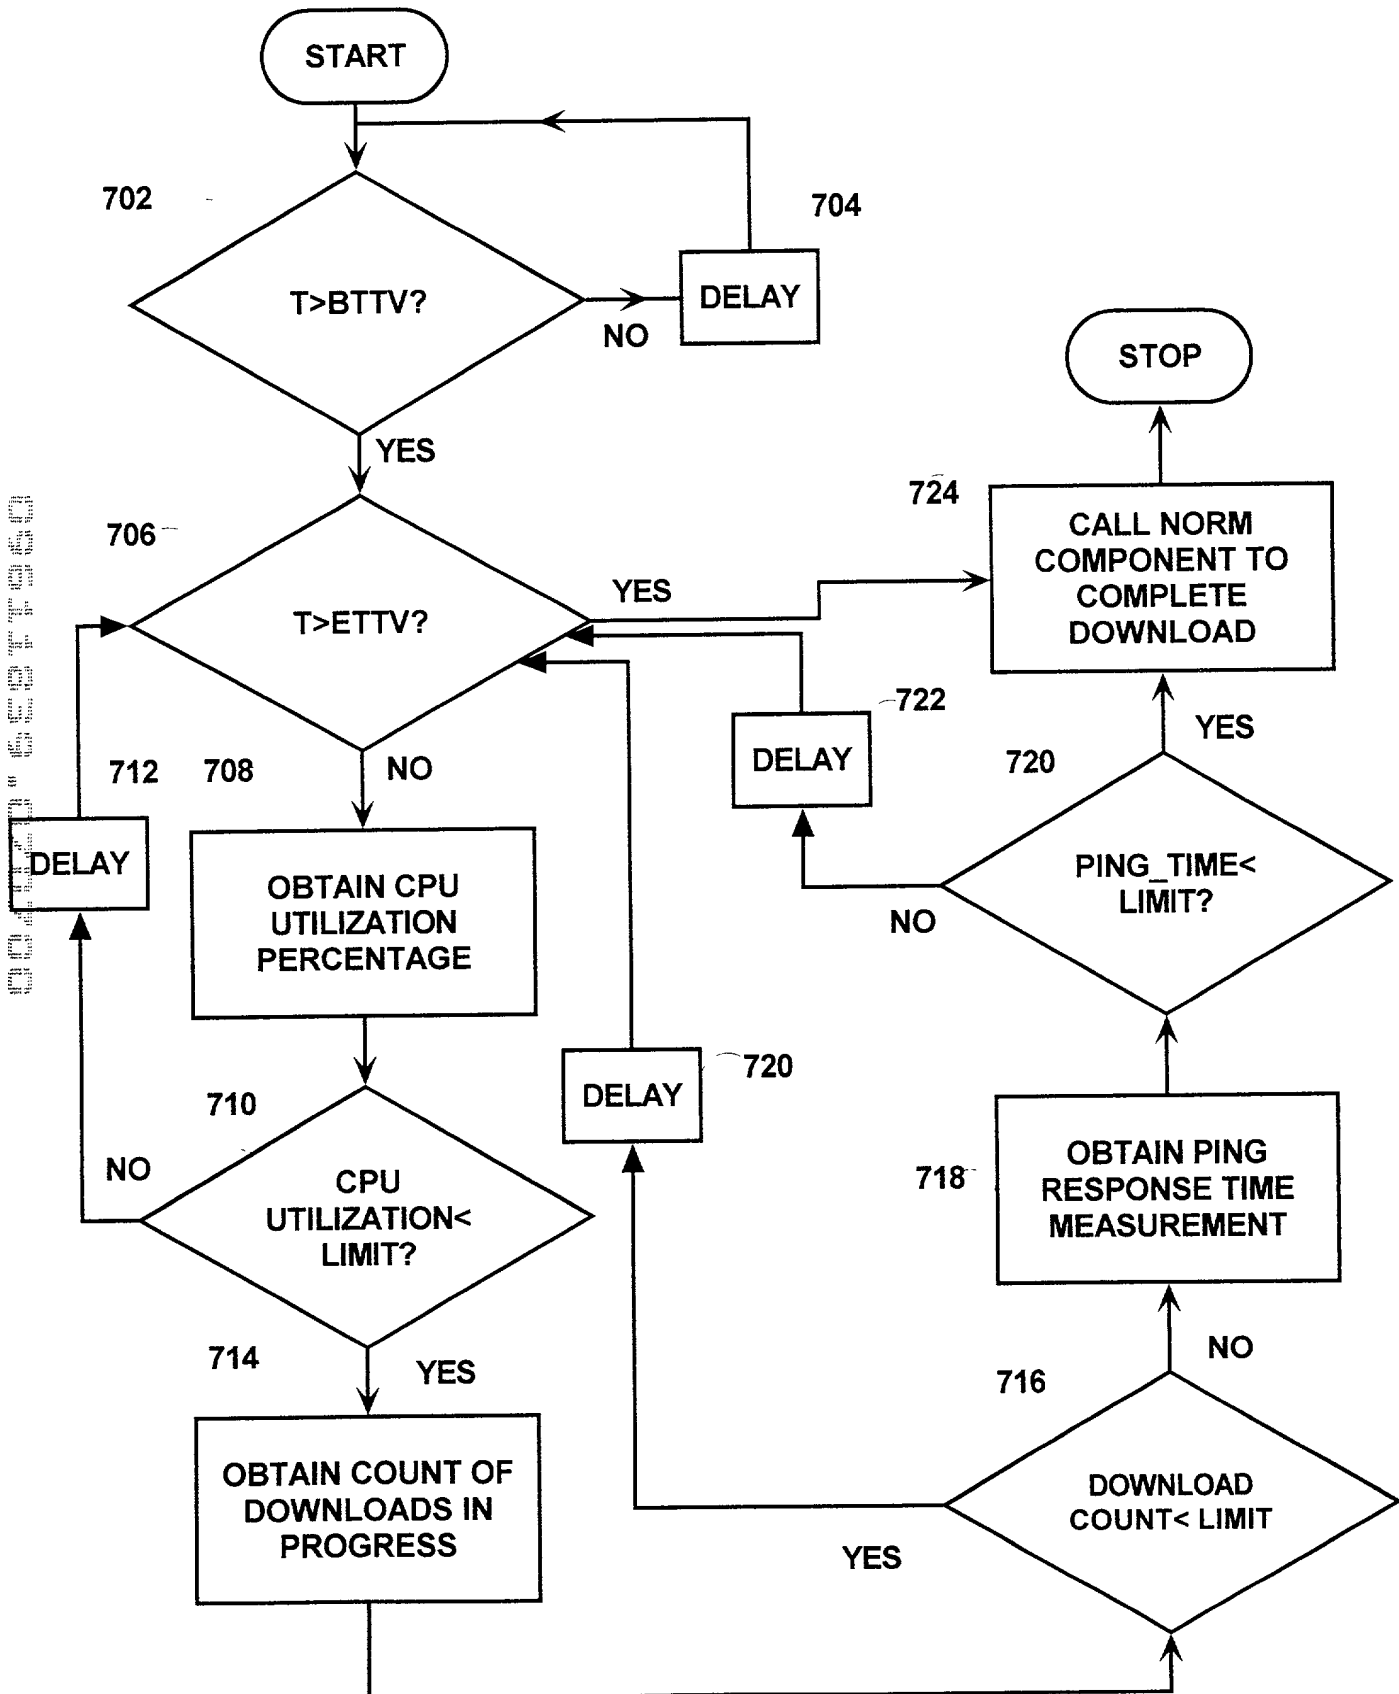 START
702
704
T>BTTV?
DELAY
NO
STOP
YES
724
CALL NORM
COMPONENT TO
COMPLETE
DOWNLOAD
706
YES
T>ETTV?
722
DELAY
YES
712
708
NO
720
DELAY
OBTAIN CPU
UTILIZATION
PERCENTAGE
PING_TIME<
LIMIT?
NO
720
DELAY
710
NO
CPU
UTILIZATION<
LIMIT?
718
OBTAIN PING
RESPONSE TIME
MEASUREMENT
714
YES
NO
716
OBTAIN COUNT OF
DOWNLOADS IN
PROGRESS
DOWNLOAD
COUNT< LIMIT
YES